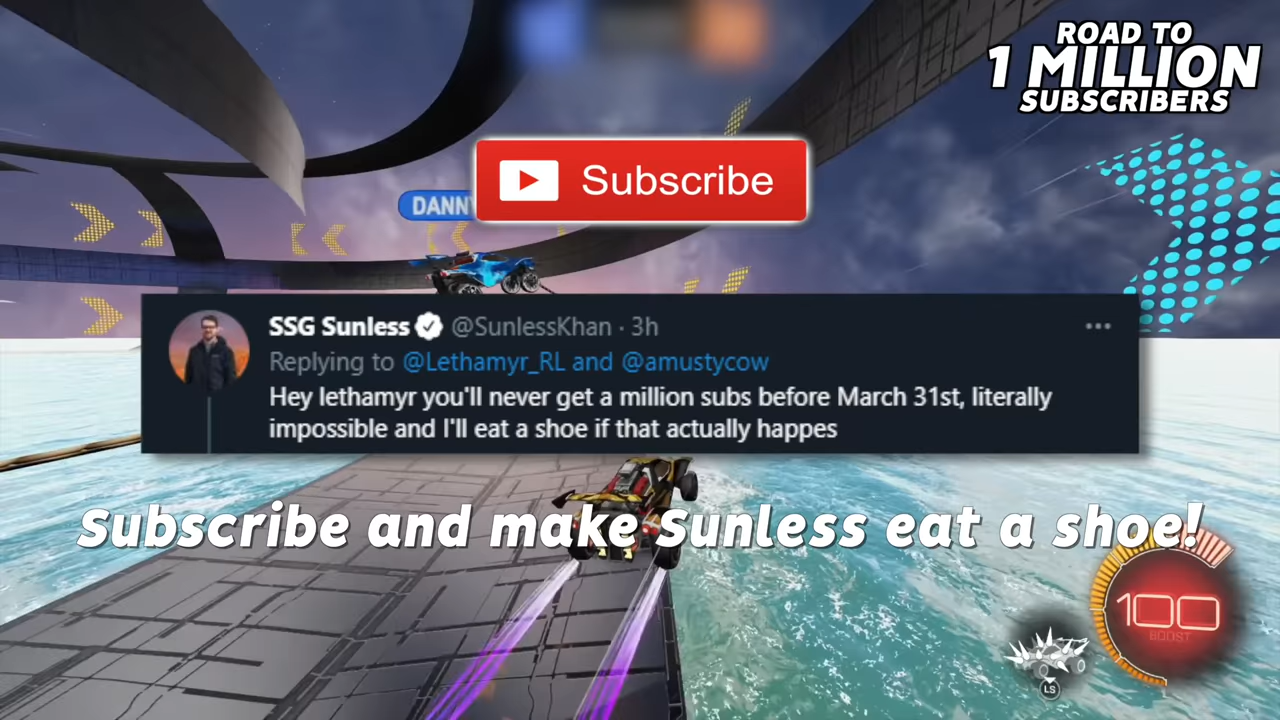 ROAD TO
1 MILLION
SUBSCRIBERS
Subscribe
DANNY
SSG Sunless @SunlessKhan · 3h
Replying to @Lethamyr_RL and @amustycow
Hey lethamyr you'll never get a million subs before March 31st, literally
impossible and I'll eat a shoe if that actually happes
Subscribe and make Sunless eat a shoe!
100
BOOST
LS